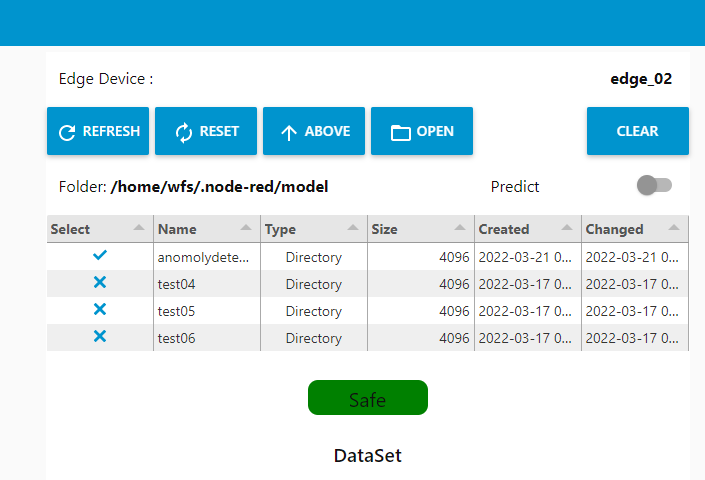 Edge Device : edge_02
REFRESH RESET ABOVE OPEN CLEAR
Folder: /home/wfs/.node-red/model Predict
Select Name Type Size Created Changed
anomolydete... Directory 4096 2022-03-21 0... 2022-03-21 0...
test04 Directory 4096 2022-03-17 0... 2022-03-17 0...
test05 Directory 4096 2022-03-17 0... 2022-03-17 0...
test06 Directory 4096 2022-03-17 0... 2022-03-17 0...
Safe
DataSet